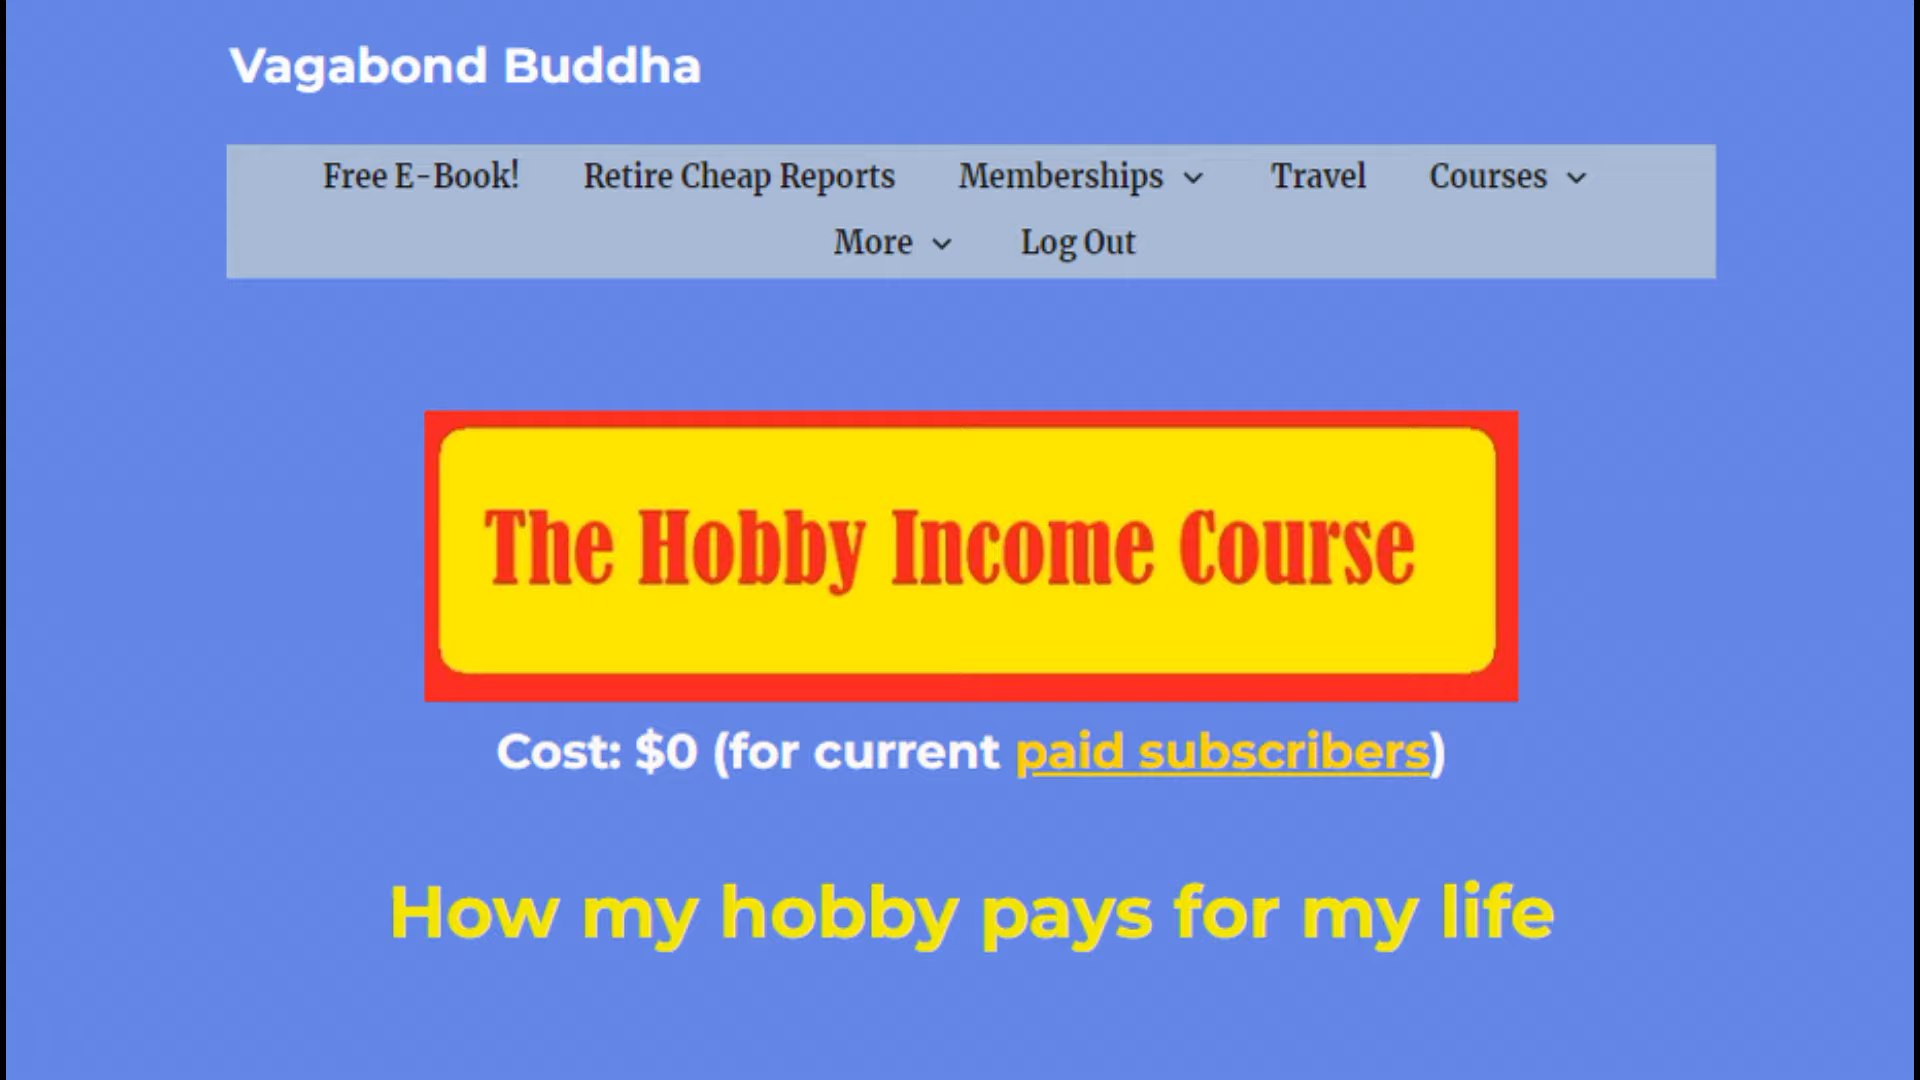 Vagabond Buddha
Free E-Book! Retire Cheap Reports Memberships Travel Courses
More Log Out
The Hobby Income Course
Cost: $0 (for current paid subscribers)
How my hobby pays for my life